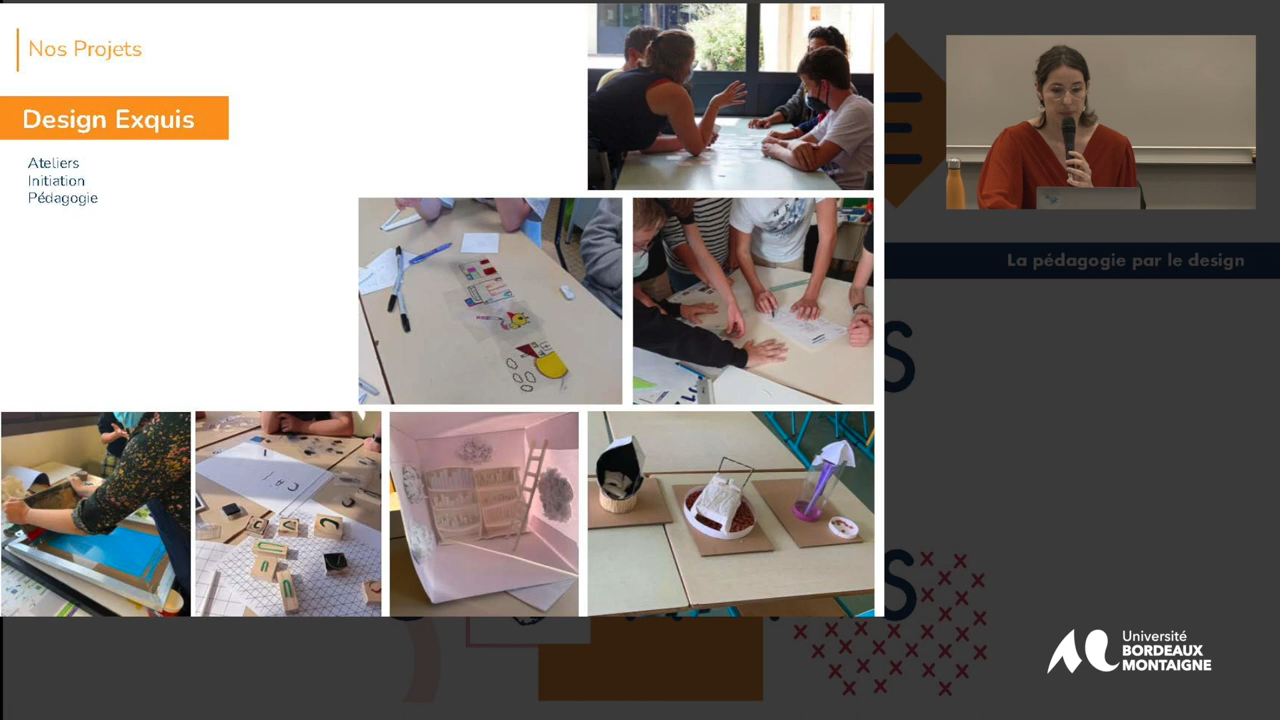 Nos Projets
Design Exquis
Ateliers
Initiation
Pédagogie
La pédagogie par le design
Université
BORDEAUX
MONTAIGNE